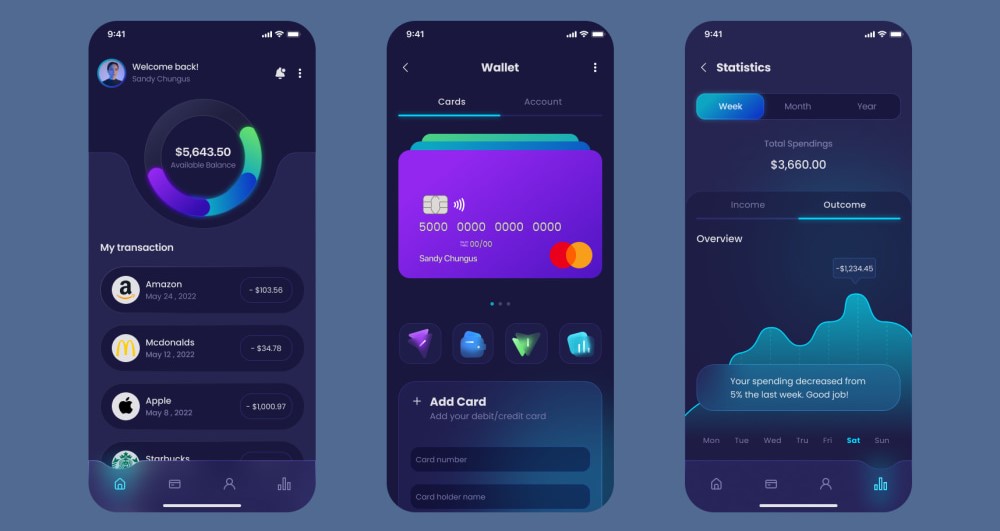 9:41
Welcome back!
Sandy Chungus
$5,643.50
Available Balance
My transaction
Amazon
May 24 , 2022
- $103.56
Mcdonalds
May 12 , 2022
- $34.78
Apple
May 8 , 2022
- $1,000.97
Starbucks
9:41
Wallet
Cards
Account
5000 0000 0000 0000
00/00
Sandy Chungus
+ Add Card
Add your debit/credit card
Card number
Card holder name
9:41
Statistics
Week
Month
Year
Total Spendings
$3,660.00
Income
Outcome
Overview
-$1,234.45
Your spending decreased from
5% the last week. Good job!
Mon Tue Wed Tru Fri Sat Sun